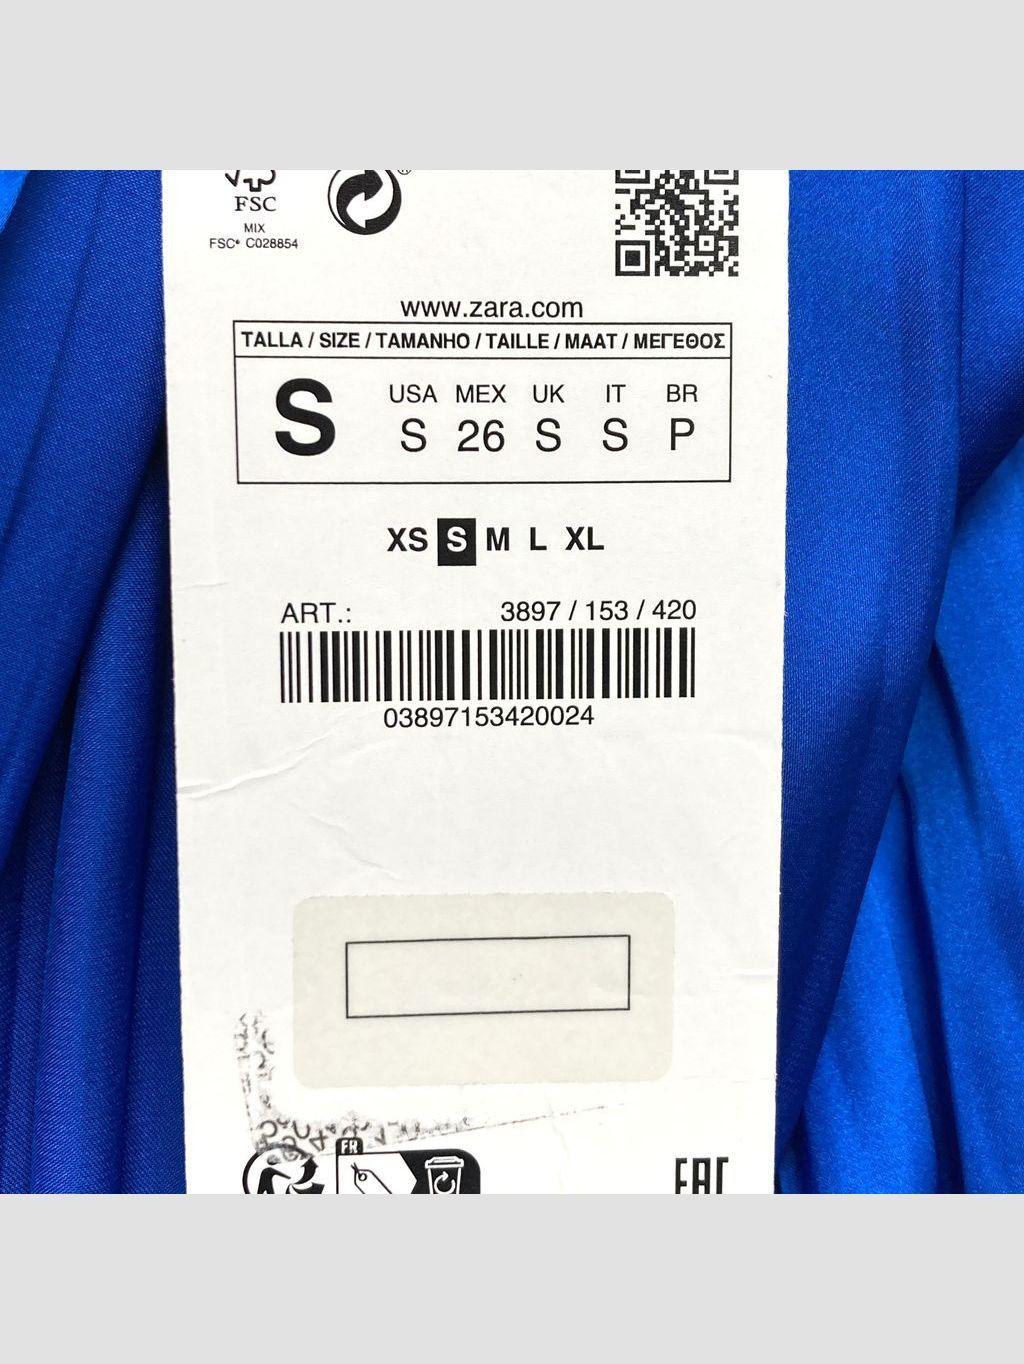 FSC
MIX
FSC® C028854
®
www.zara.com
TALLA / SIZE / TAMANHO / TAILLE / MAAT / ΜΕΓΕΘΟΣ
S
USA MEX UK IT BR
S 26 S S P
XS S M L XL
ART.: 3897 / 153 / 420
03897153420024
FR
EAC